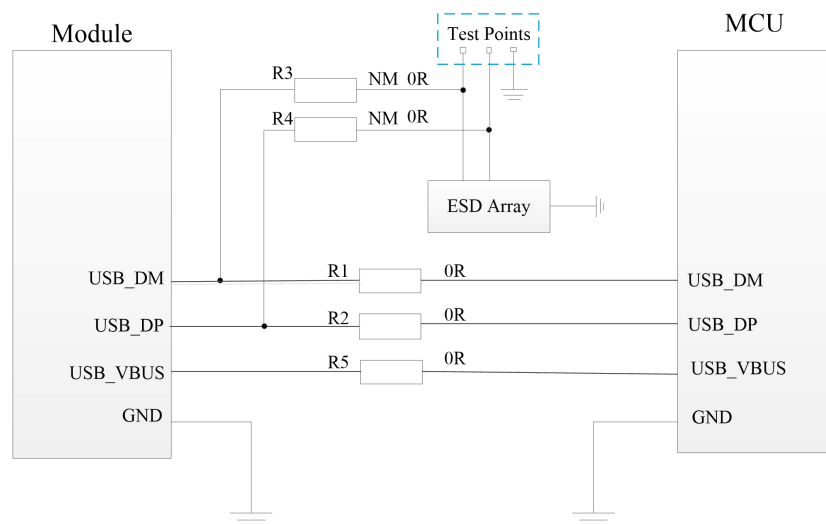 Module
Test Points
MCU
R3
NM 0R
R4
NM 0R
ESD Array
USB_DM
R1
0R
USB_DM
USB_DP
R2
0R
USB_DP
USB_VBUS
R5
0R
USB_VBUS
GND
GND